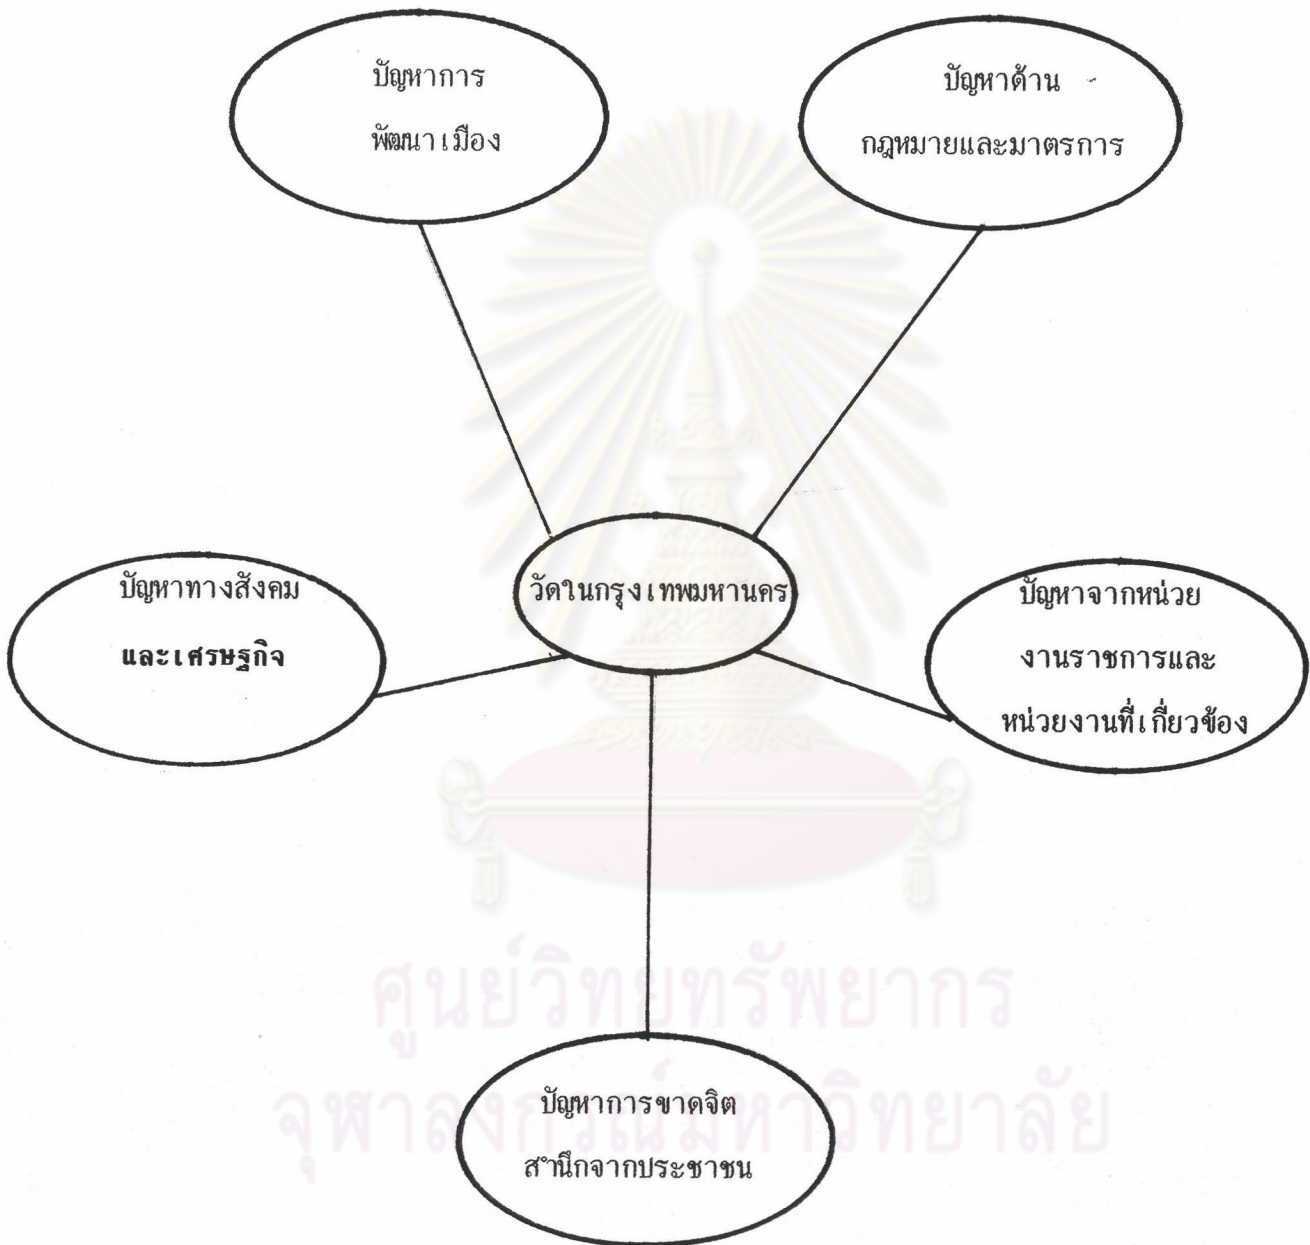 ปัญหาการ
พัฒนาเมือง
ปัญหาด้าน
กฎหมายและมาตรการ
วัดในกรุงเทพมหานคร
ปัญหาทางสังคม
และเศรษฐกิจ
ปัญหาจากหน่วย
งานราชการและ
หน่วยงานที่เกี่ยวข้อง
ปัญหาการขาดจิต
สำนึกจากประชาชน
ศูนย์วิทยทรัพยากร
จุฬาลงกรณ์มหาวิทยาลัย